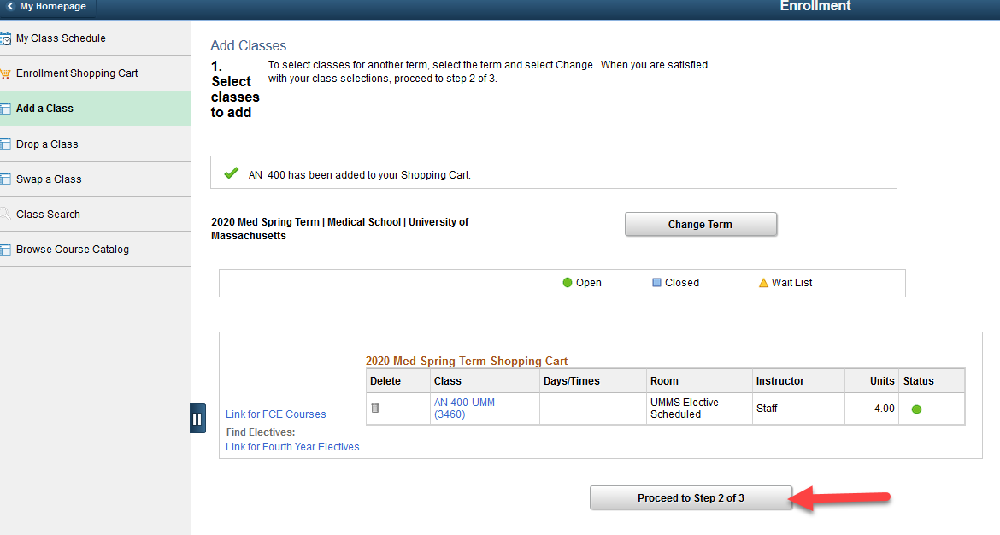 My Homepage
Enrollment
My Class Schedule
Enrollment Shopping Cart
Add a Class
Drop a Class
Swap a Class
Class Search
Browse Course Catalog
Add Classes
1.
Select
classes
to add
To select classes for another term, select the term and select Change. When you are satisfied
with your class selections, proceed to step 2 of 3.
AN 400 has been added to your Shopping Cart.
2020 Med Spring Term | Medical School | University of
Massachusetts
Change Term
Open Closed Wait List
2020 Med Spring Term Shopping Cart
Delete Class Days/Times Room Instructor Units Status
AN 400-UMM
(3460)
UMMS Elective -
Scheduled
Staff
4.00
Link for FCE Courses
Find Electives:
Link for Fourth Year Electives
Proceed to Step 2 of 3